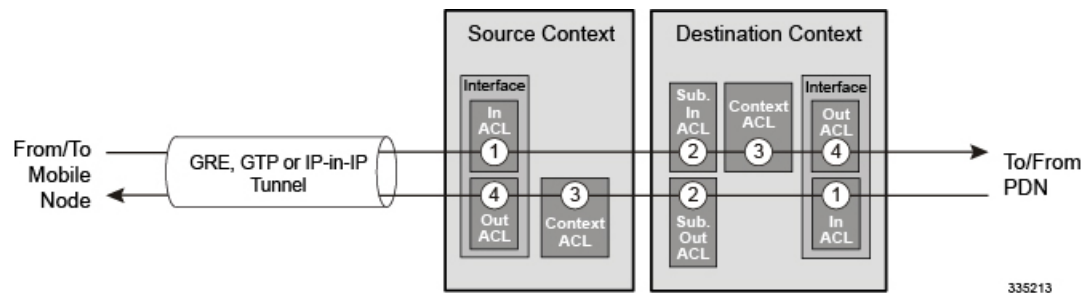 Source Context
Destination Context
Interface
In
ACL
1
Sub.
In
ACL
2
Context
ACL
3
Interface
Out
ACL
4
From/To
Mobile
Node
GRE, GTP or IP-in-IP
Tunnel
To/From
PDN
4
Out
ACL
3
Context
ACL
2
Sub.
Out
ACL
1
In
ACL
335213